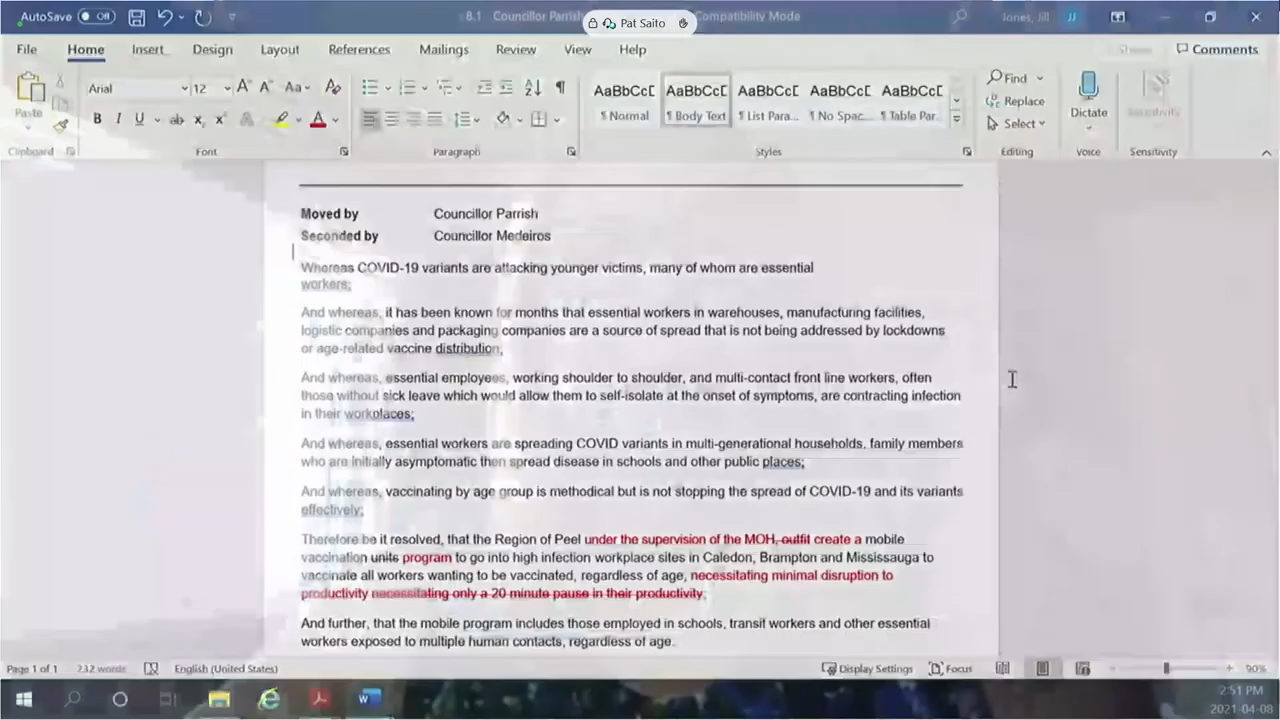 AutoSave Off 8.1 Councillor Parrish Pat Saito Compatibility Mode Jones, Jill JJ
File Home Insert Design Layout References Mailings Review View Help Share Comments
Paste Arial 12 Aa AaBbCcD AaBbCcD AaBbCcD AaBbCcD AaBbCcD Find
Replace Dictate Sensitivity
B I U ab x₂ x² A A ¶ Normal ¶ Body Text ¶ List Para... ¶ No Spac... ¶ Table Par... Select
Clipboard Font Paragraph Styles Editing Voice Sensitivity
Moved by Councillor Parrish
Seconded by Councillor Medeiros
Whereas COVID-19 variants are attacking younger victims, many of whom are essential
workers;
And whereas, it has been known for months that essential workers in warehouses, manufacturing facilities,
logistic companies and packaging companies are a source of spread that is not being addressed by lockdowns
or age-related vaccine distribution;
And whereas, essential employees, working shoulder to shoulder, and multi-contact front line workers, often
those without sick leave which would allow them to self-isolate at the onset of symptoms, are contracting infection
in their workplaces;
And whereas, essential workers are spreading COVID variants in multi-generational households, family members
who are initially asymptomatic then spread disease in schools and other public places;
And whereas, vaccinating by age group is methodical but is not stopping the spread of COVID-19 and its variants
effectively;
Therefore be it resolved, that the Region of Peel under the supervision of the MOH, outfit create a mobile
vaccination units program to go into high infection workplace sites in Caledon, Brampton and Mississauga to
vaccinate all workers wanting to be vaccinated, regardless of age, necessitating minimal disruption to
productivity necessitating only a 20 minute pause in their productivity;
And further, that the mobile program includes those employed in schools, transit workers and other essential
workers exposed to multiple human contacts, regardless of age.
Page 1 of 1 232 words English (United States) Display Settings Focus 90%
2:51 PM
2021-04-08